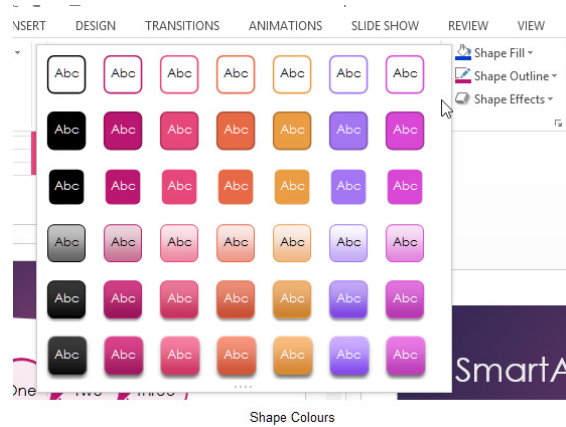 NSERT DESIGN TRANSITIONS ANIMATIONS SLIDE SHOW REVIEW VIEW
Shape Fill
Shape Outline
Shape Effects
Abc Abc Abc Abc Abc Abc Abc
Abc Abc Abc Abc Abc Abc Abc
Abc Abc Abc Abc Abc Abc Abc
Abc Abc Abc Abc Abc Abc Abc
Abc Abc Abc Abc Abc Abc Abc
Abc Abc Abc Abc Abc Abc Abc
One Two Three
SmartA
Shape Colours